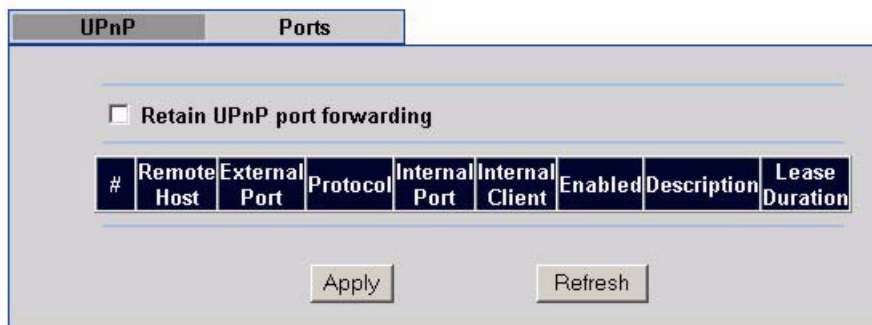 UPnP Ports
Retain UPnP port forwarding
# Remote Host External Port Protocol Internal Port Internal Client Enabled Description Lease Duration
Apply Refresh